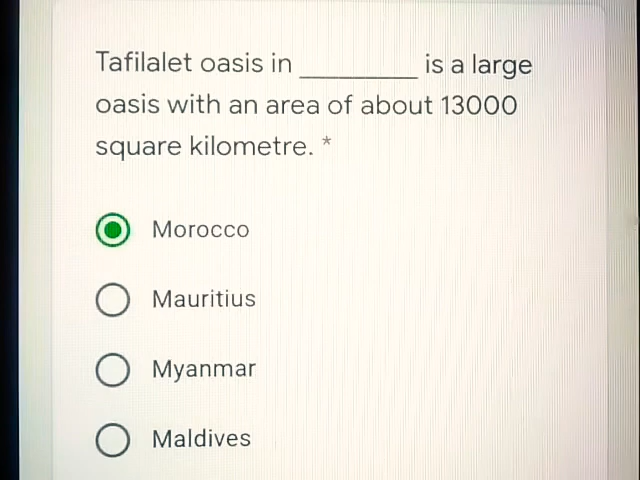 Tafilalet oasis in ________ is a large
oasis with an area of about 13000
square kilometre. *
Morocco
Mauritius
Myanmar
Maldives